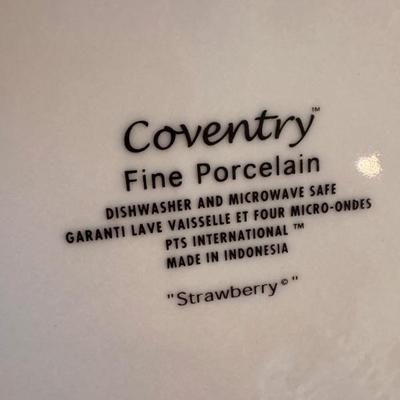 Coventry™
Fine Porcelain
DISHWASHER AND MICROWAVE SAFE
GARANTI LAVE VAISSELLE ET FOUR MICRO-ONDES
PTS INTERNATIONAL ™
MADE IN INDONESIA
"Strawberry©"